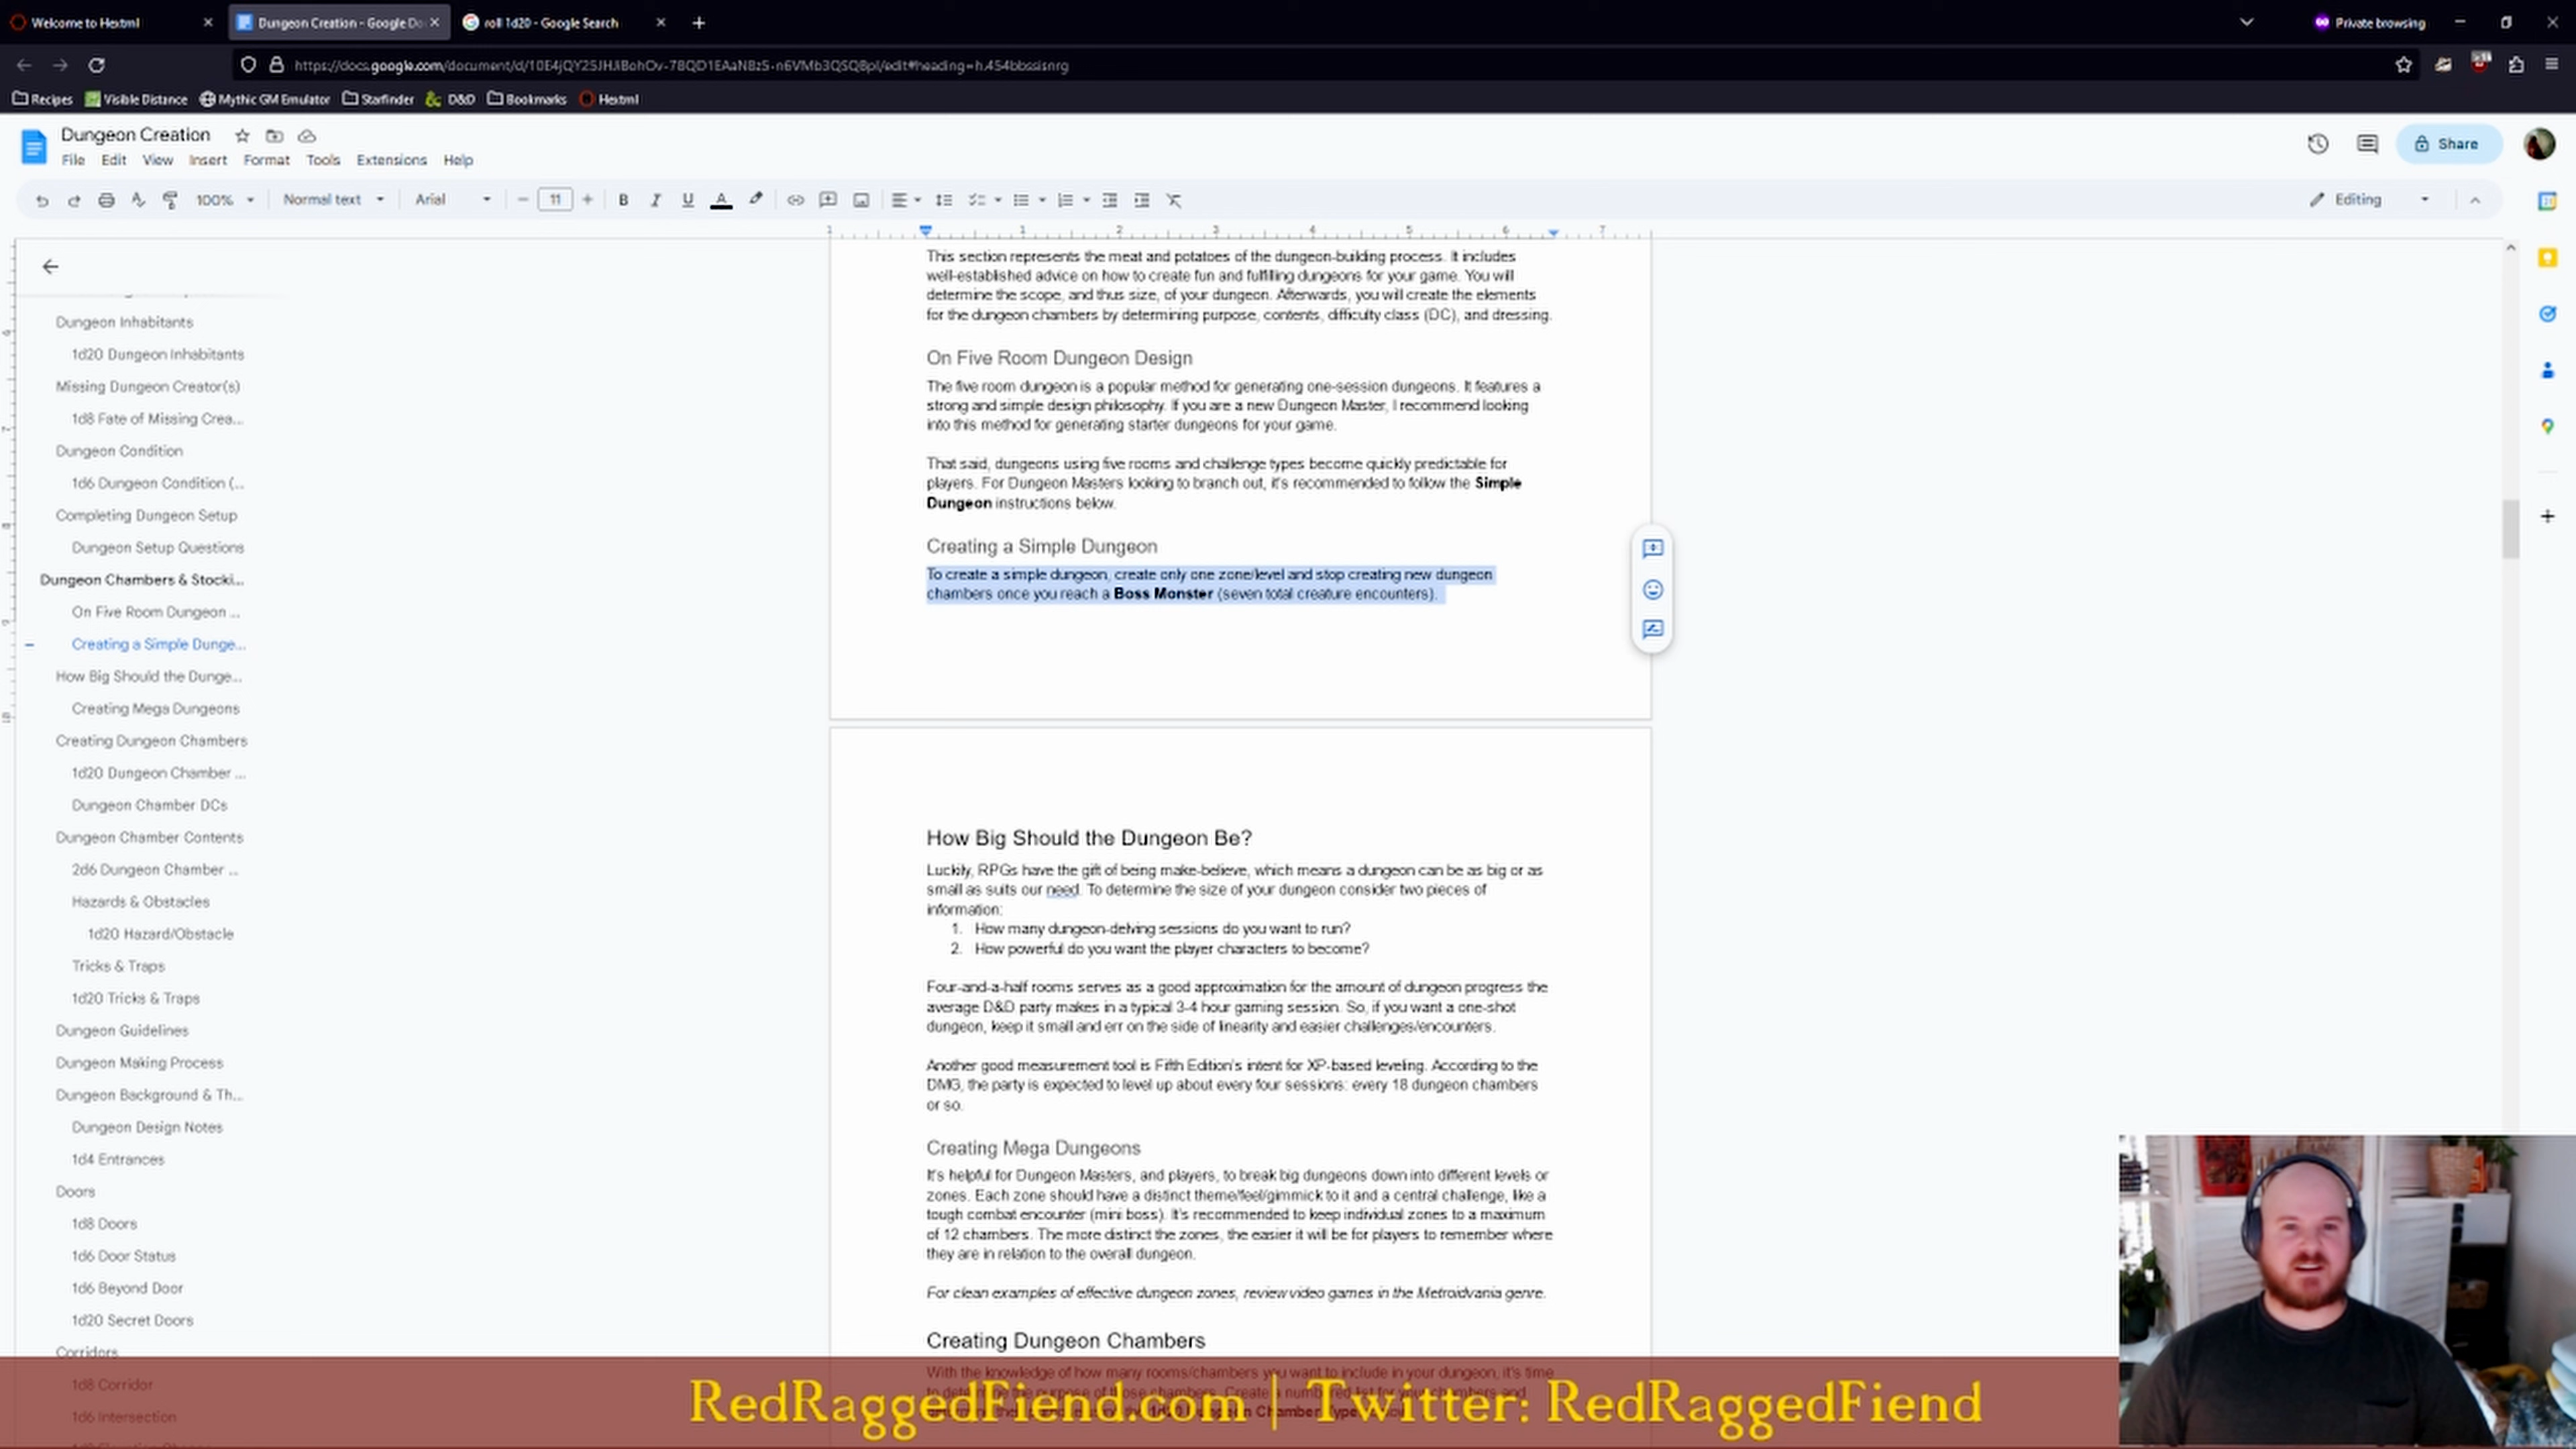 Welcome to Hextml
Dungeon Creation - Google Do
roll 1d20 - Google Search
Private browsing
Recipes
Visible Distance
Mythic GM Emulator
Starfinder
D&D
Bookmarks
Hextml
Dungeon Creation
File Edit View Insert Format Tools Extensions Help
Share
100% Normal text Arial 11
Editing
1 1 2 3 4 5 6 7
Dungeon Inhabitants
1d20 Dungeon Inhabitants
Missing Dungeon Creator(s)
1d8 Fate of Missing Crea...
Dungeon Condition
1d6 Dungeon Condition (...
Completing Dungeon Setup
Dungeon Setup Questions
Dungeon Chambers & Stocki...
On Five Room Dungeon ...
Creating a Simple Dunge...
How Big Should the Dunge...
Creating Mega Dungeons
Creating Dungeon Chambers
1d20 Dungeon Chamber ...
Dungeon Chamber DCs
Dungeon Chamber Contents
2d6 Dungeon Chamber ...
Hazards & Obstacles
1d20 Hazard/Obstacle
Tricks & Traps
1d20 Tricks & Traps
Dungeon Guidelines
Dungeon Making Process
Dungeon Background & Th...
Dungeon Design Notes
1d4 Entrances
Doors
1d8 Doors
1d6 Door Status
1d6 Beyond Door
1d20 Secret Doors
Corridors
1d8 Corridor
1d6 Intersection
This section represents the meat and potatoes of the dungeon-building process. It includes
well-established advice on how to create fun and fulfilling dungeons for your game. You will
determine the scope, and thus size, of your dungeon. Afterwards, you will create the elements
for the dungeon chambers by determining purpose, contents, difficulty class (DC), and dressing.
On Five Room Dungeon Design
The five room dungeon is a popular method for generating one-session dungeons. It features a
strong and simple design philosophy. If you are a new Dungeon Master, I recommend looking
into this method for generating starter dungeons for your game.
That said, dungeons using five rooms and challenge types become quickly predictable for
players. For Dungeon Masters looking to branch out, it's recommended to follow the Simple
Dungeon instructions below.
Creating a Simple Dungeon
To create a simple dungeon, create only one zone/level and stop creating new dungeon
chambers once you reach a Boss Monster (seven total creature encounters).
How Big Should the Dungeon Be?
Luckily, RPGs have the gift of being make-believe, which means a dungeon can be as big or as
small as suits our need. To determine the size of your dungeon consider two pieces of
information:
1. How many dungeon-delving sessions do you want to run?
2. How powerful do you want the player characters to become?
Four-and-a-half rooms serves as a good approximation for the amount of dungeon progress the
average D&D party makes in a typical 3-4 hour gaming session. So, if you want a one-shot
dungeon, keep it small and err on the side of linearity and easier challenges/encounters.
Another good measurement tool is Fifth Edition's intent for XP-based leveling. According to the
DMG, the party is expected to level up about every four sessions: every 18 dungeon chambers
or so.
Creating Mega Dungeons
It's helpful for Dungeon Masters, and players, to break big dungeons down into different levels or
zones. Each zone should have a distinct theme/feel/gimmick to it and a central challenge, like a
tough combat encounter (mini boss). It's recommended to keep individual zones to a maximum
of 12 chambers. The more distinct the zones, the easier it will be for players to remember where
they are in relation to the overall dungeon.
For clean examples of effective dungeon zones, review video games in the Metroidvania genre.
Creating Dungeon Chambers
With the knowledge of how many rooms/chambers you want to include in your dungeon, it's time
RedRaggedFiend.com | Twitter: RedRaggedFiend